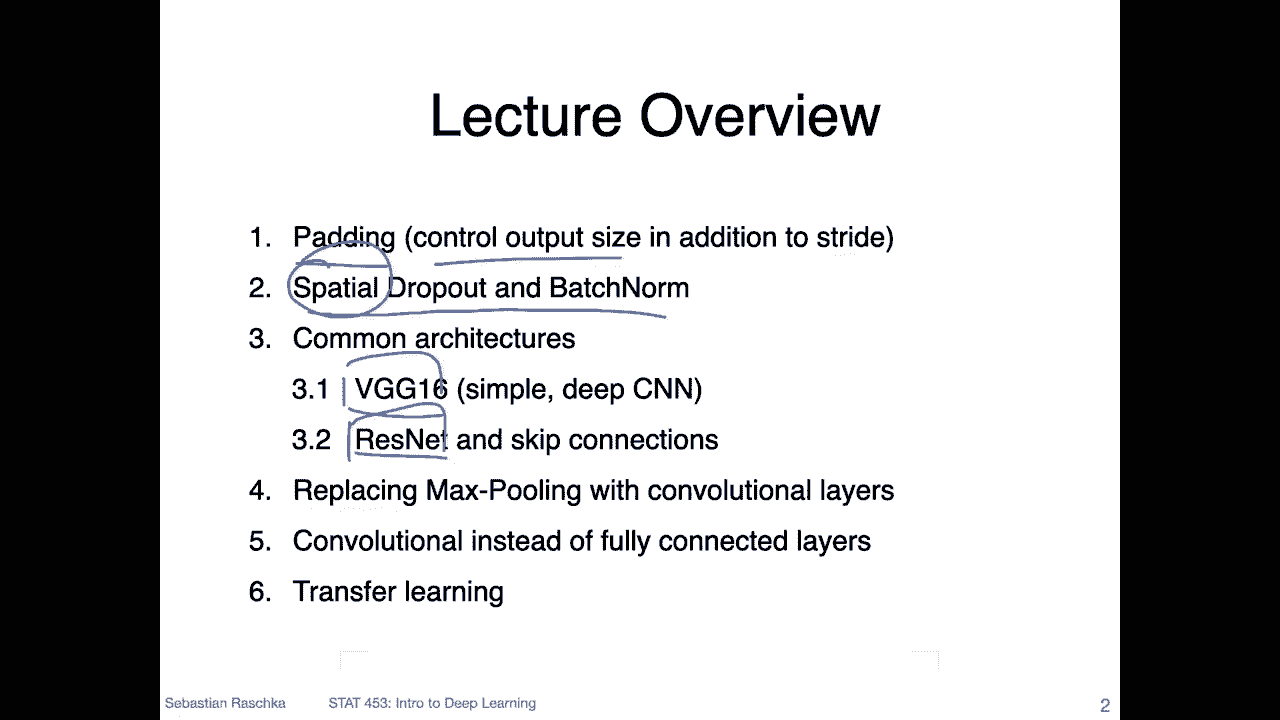 Lecture Overview
1. Padding (control output size in addition to stride)
2. Spatial Dropout and BatchNorm
3. Common architectures
3.1 VGG16 (simple, deep CNN)
3.2 ResNet and skip connections
4. Replacing Max-Pooling with convolutional layers
5. Convolutional instead of fully connected layers
6. Transfer learning
Sebastian Raschka STAT 453: Intro to Deep Learning 2